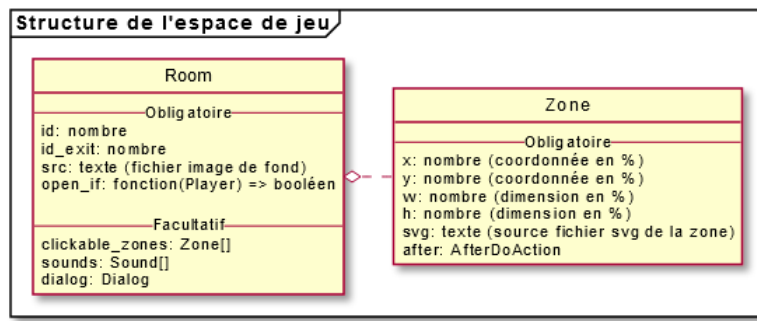 Structure de l'espace de jeu
Room
Obligatoire
id: nombre
id_exit: nombre
src: texte (fichier image de fond)
open_if: fonction(Player) => booléen
Facultatif
clickable_zones: Zone[]
sounds: Sound[]
dialog: Dialog
Zone
Obligatoire
x: nombre (coordonnée en %)
y: nombre (coordonnée en %)
w: nombre (dimension en %)
h: nombre (dimension en %)
svg: texte (source fichier svg de la zone)
after: AfterDoAction